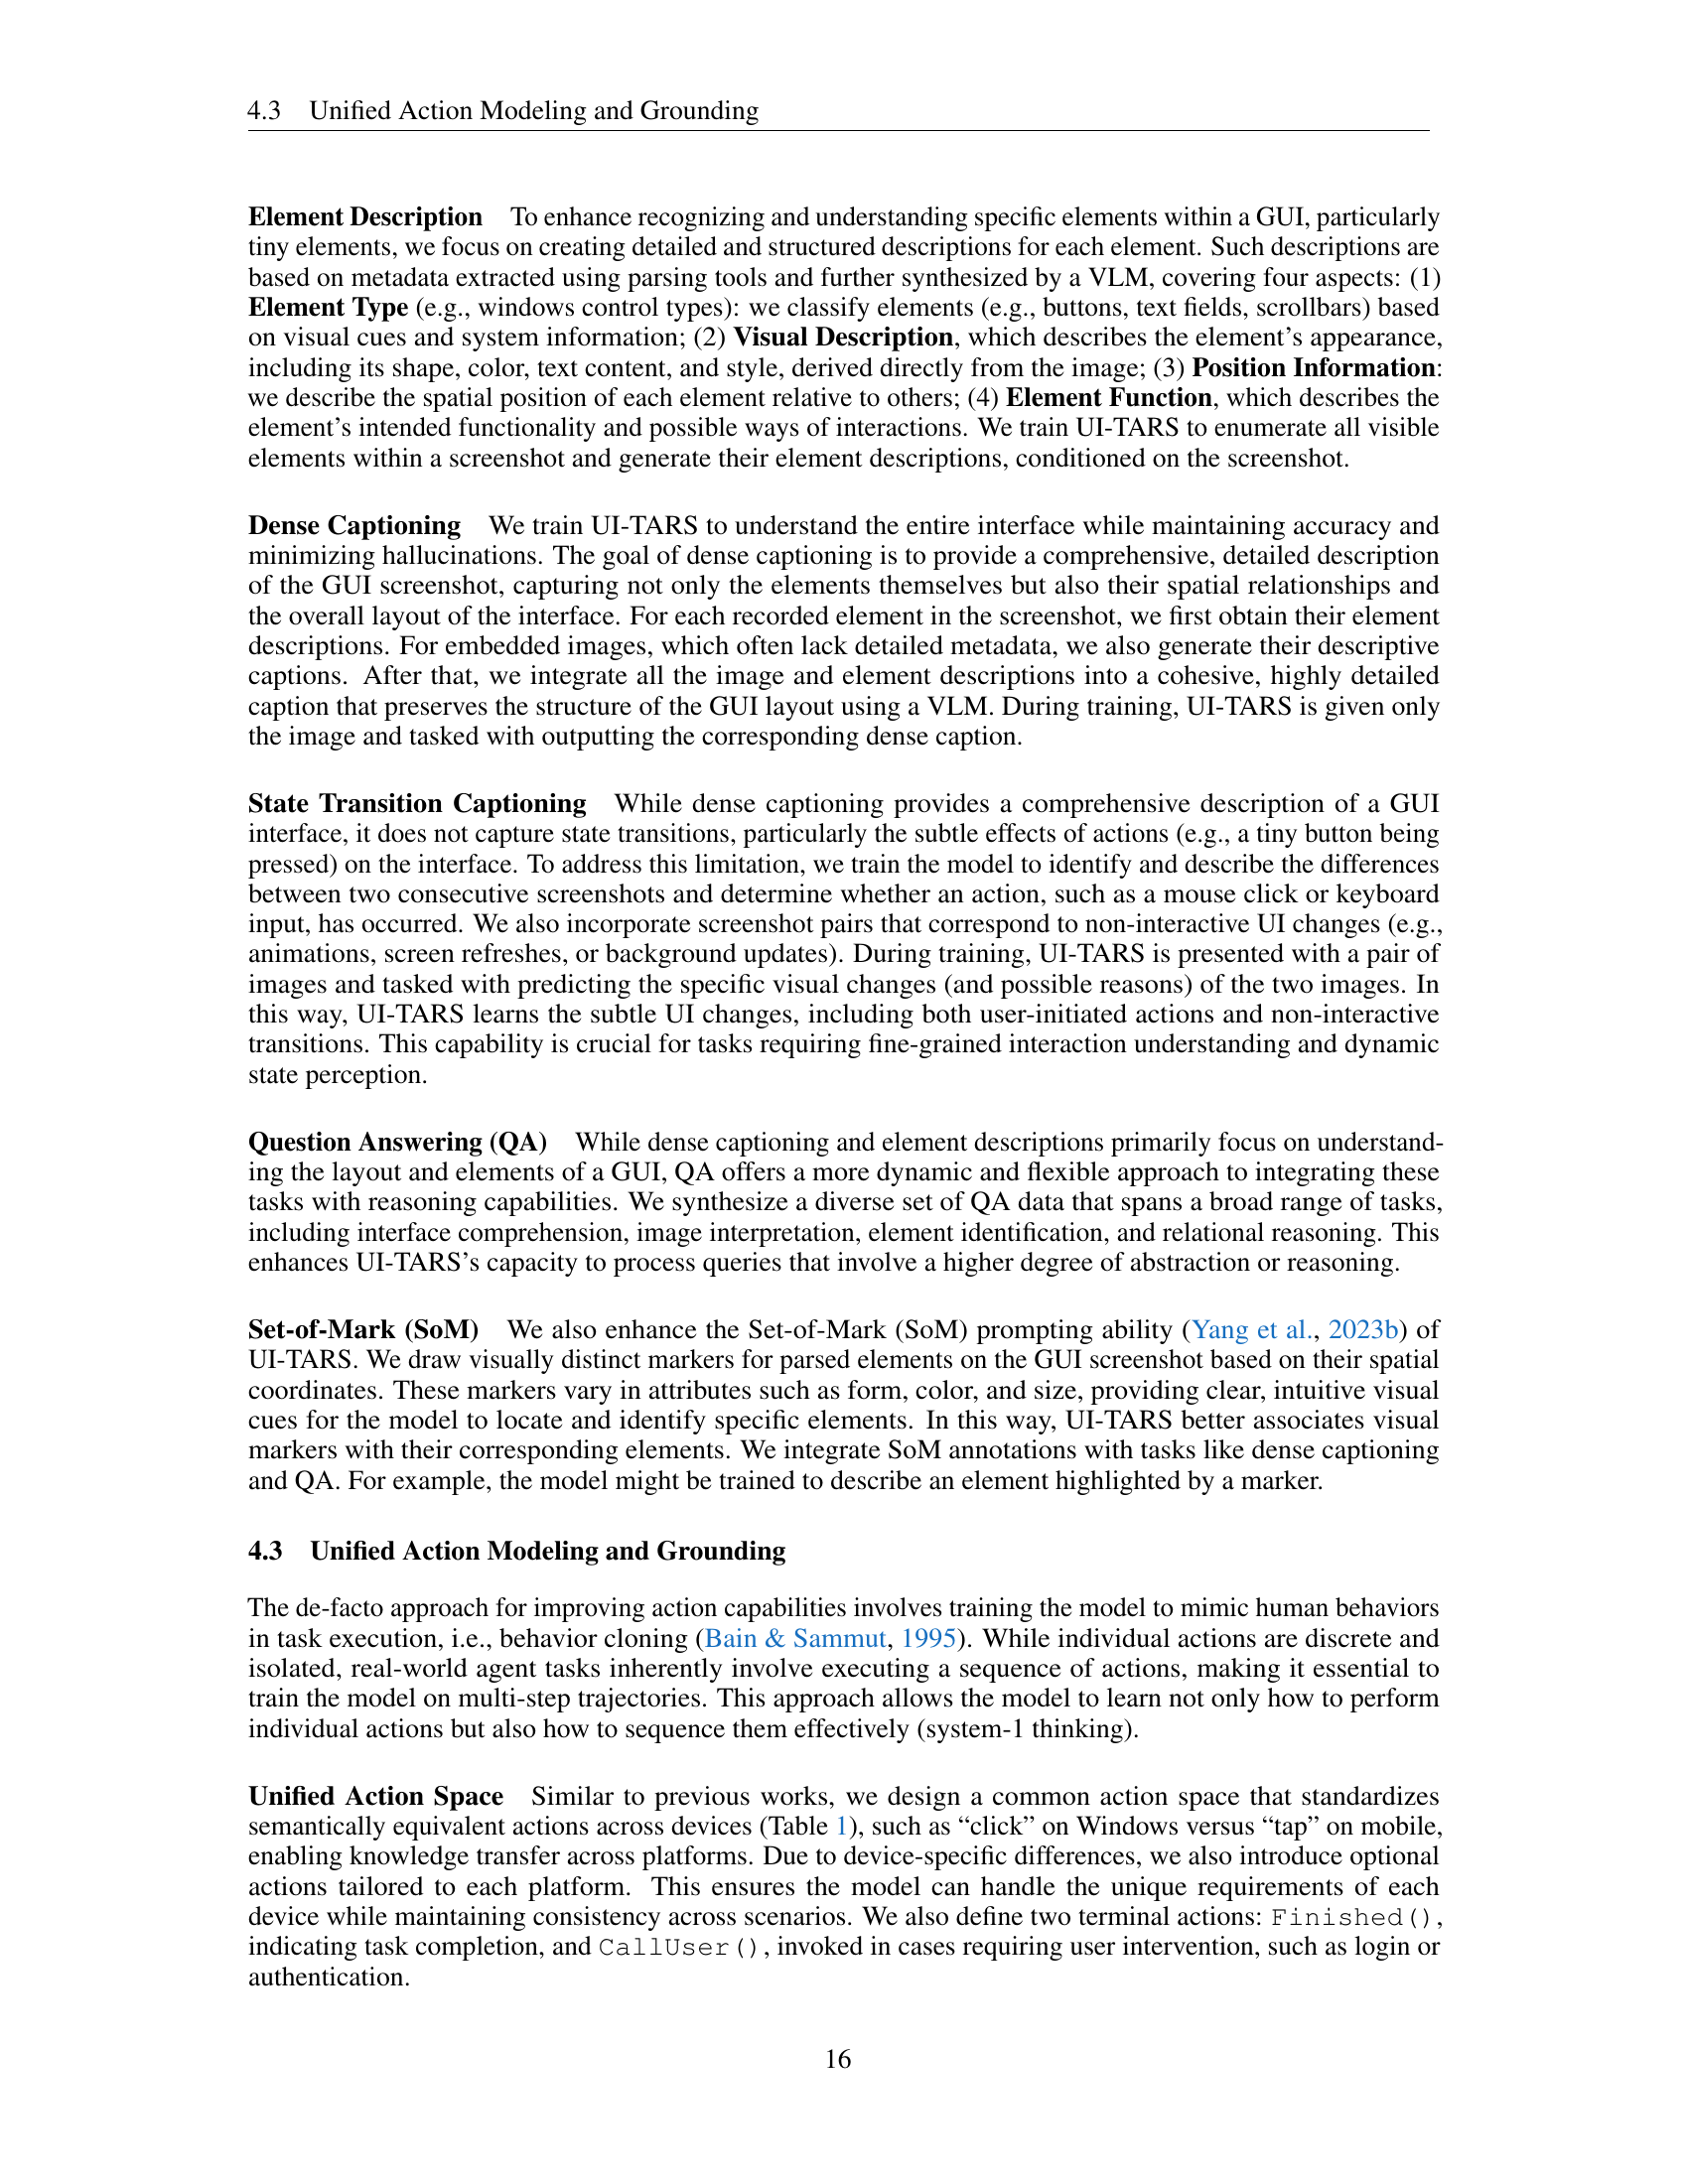 4.3 Unified Action Modeling and Grounding
Element Description To enhance recognizing and understanding specific elements within a GUI, particularly
tiny elements, we focus on creating detailed and structured descriptions for each element. Such descriptions are
based on metadata extracted using parsing tools and further synthesized by a VLM, covering four aspects: (1)
Element Type (e.g., windows control types): we classify elements (e.g., buttons, text fields, scrollbars) based
on visual cues and system information; (2) Visual Description, which describes the element’s appearance,
including its shape, color, text content, and style, derived directly from the image; (3) Position Information:
we describe the spatial position of each element relative to others; (4) Element Function, which describes the
element’s intended functionality and possible ways of interactions. We train UI-TARS to enumerate all visible
elements within a screenshot and generate their element descriptions, conditioned on the screenshot.
Dense Captioning We train UI-TARS to understand the entire interface while maintaining accuracy and
minimizing hallucinations. The goal of dense captioning is to provide a comprehensive, detailed description
of the GUI screenshot, capturing not only the elements themselves but also their spatial relationships and
the overall layout of the interface. For each recorded element in the screenshot, we first obtain their element
descriptions. For embedded images, which often lack detailed metadata, we also generate their descriptive
captions. After that, we integrate all the image and element descriptions into a cohesive, highly detailed
caption that preserves the structure of the GUI layout using a VLM. During training, UI-TARS is given only
the image and tasked with outputting the corresponding dense caption.
State Transition Captioning While dense captioning provides a comprehensive description of a GUI
interface, it does not capture state transitions, particularly the subtle effects of actions (e.g., a tiny button being
pressed) on the interface. To address this limitation, we train the model to identify and describe the differences
between two consecutive screenshots and determine whether an action, such as a mouse click or keyboard
input, has occurred. We also incorporate screenshot pairs that correspond to non-interactive UI changes (e.g.,
animations, screen refreshes, or background updates). During training, UI-TARS is presented with a pair of
images and tasked with predicting the specific visual changes (and possible reasons) of the two images. In
this way, UI-TARS learns the subtle UI changes, including both user-initiated actions and non-interactive
transitions. This capability is crucial for tasks requiring fine-grained interaction understanding and dynamic
state perception.
Question Answering (QA) While dense captioning and element descriptions primarily focus on understand-
ing the layout and elements of a GUI, QA offers a more dynamic and flexible approach to integrating these
tasks with reasoning capabilities. We synthesize a diverse set of QA data that spans a broad range of tasks,
including interface comprehension, image interpretation, element identification, and relational reasoning. This
enhances UI-TARS’s capacity to process queries that involve a higher degree of abstraction or reasoning.
Set-of-Mark (SoM) We also enhance the Set-of-Mark (SoM) prompting ability (Yang et al., 2023b) of
UI-TARS. We draw visually distinct markers for parsed elements on the GUI screenshot based on their spatial
coordinates. These markers vary in attributes such as form, color, and size, providing clear, intuitive visual
cues for the model to locate and identify specific elements. In this way, UI-TARS better associates visual
markers with their corresponding elements. We integrate SoM annotations with tasks like dense captioning
and QA. For example, the model might be trained to describe an element highlighted by a marker.
4.3 Unified Action Modeling and Grounding
The de-facto approach for improving action capabilities involves training the model to mimic human behaviors
in task execution, i.e., behavior cloning (Bain & Sammut, 1995). While individual actions are discrete and
isolated, real-world agent tasks inherently involve executing a sequence of actions, making it essential to
train the model on multi-step trajectories. This approach allows the model to learn not only how to perform
individual actions but also how to sequence them effectively (system-1 thinking).
Unified Action Space Similar to previous works, we design a common action space that standardizes
semantically equivalent actions across devices (Table 1), such as “click” on Windows versus “tap” on mobile,
enabling knowledge transfer across platforms. Due to device-specific differences, we also introduce optional
actions tailored to each platform. This ensures the model can handle the unique requirements of each
device while maintaining consistency across scenarios. We also define two terminal actions: Finished(),
indicating task completion, and CallUser(), invoked in cases requiring user intervention, such as login or
authentication.
16